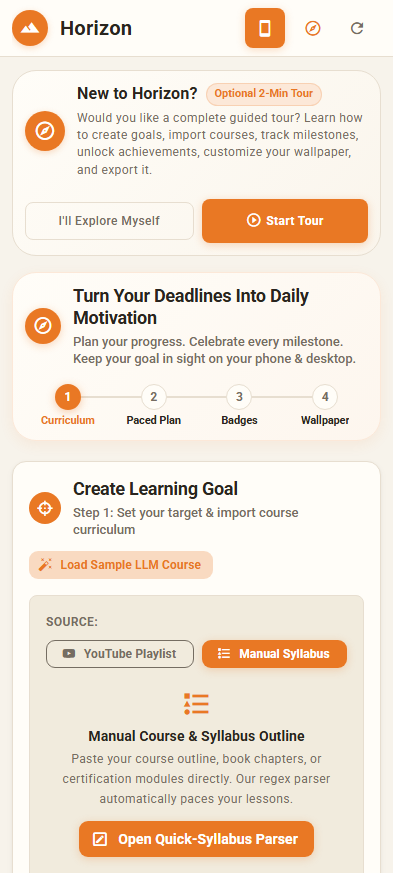 Horizon
New to Horizon?
Optional 2-Min Tour
Would you like a complete guided tour? Learn how
to create goals, import courses, track milestones,
unlock achievements, customize your wallpaper,
and export it.
I'll Explore Myself
Start Tour
Turn Your Deadlines Into Daily
Motivation
Plan your progress. Celebrate every milestone.
Keep your goal in sight on your phone & desktop.
1
2
3
4
Curriculum
Paced Plan
Badges
Wallpaper
Create Learning Goal
Step 1: Set your target & import course
curriculum
Load Sample LLM Course
SOURCE:
YouTube Playlist
Manual Syllabus
Manual Course & Syllabus Outline
Paste your course outline, book chapters, or
certification modules directly. Our regex parser
automatically paces your lessons.
Open Quick-Syllabus Parser